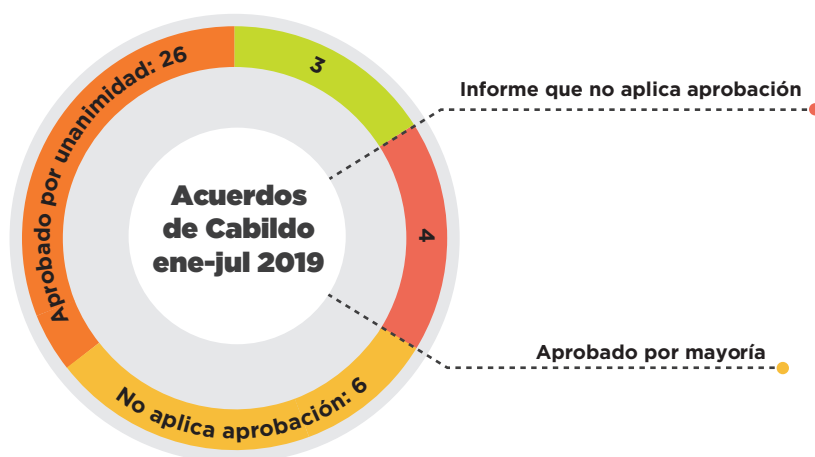 Aprobado por unanimidad: 26
3
Informe que no aplica aprobación
Acuerdos
de Cabildo
ene-jul 2019
4
Aprobado por mayoría
No aplica aprobación: 6